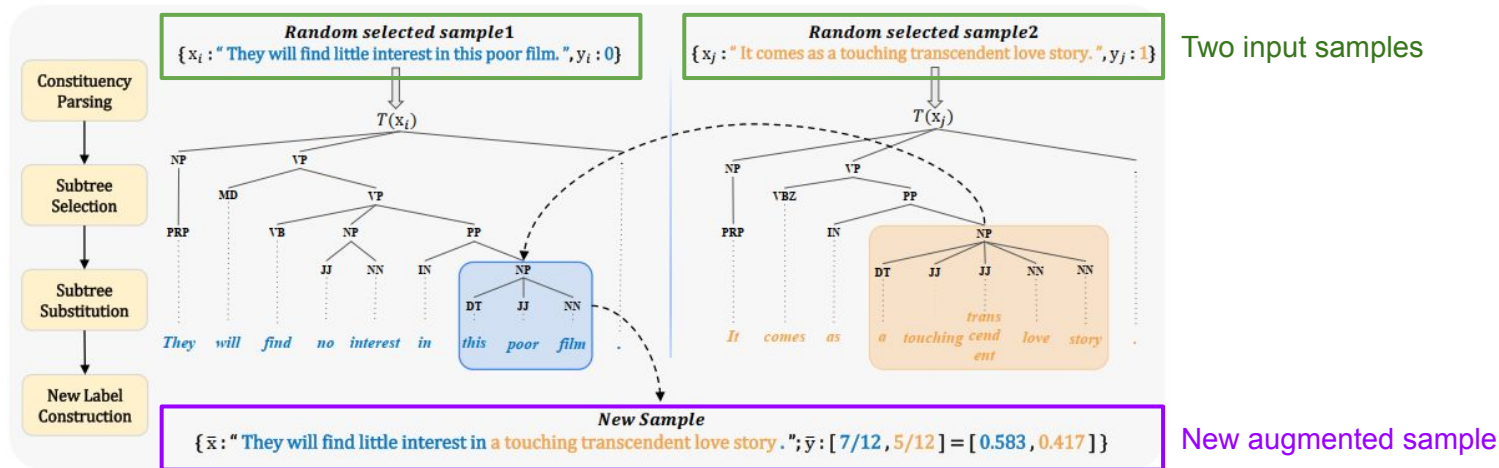 Random selected sample1
{ xᵢ : “ They will find little interest in this poor film. ”, yᵢ : 0}
Random selected sample2
{ xⱼ : “ It comes as a touching transcendent love story. ”, yⱼ : 1}
Two input samples
Constituency
Parsing
Subtree
Selection
Subtree
Substitution
New Label
Construction
T(xᵢ)
NP VP .
MD VP
PRP VB NP PP
JJ NN IN NP
DT JJ NN
They will find no interest in this poor film .
T(xⱼ)
NP VP .
VBZ PP
PRP IN NP
DT JJ JJ NN NN
It comes as a touching trans
cend
ent love story .
New Sample
{ x̄ : “ They will find little interest in a touching transcendent love story . ”; ȳ : [ 7/12 , 5/12 ] = [ 0.583 , 0.417 ] }
New augmented sample